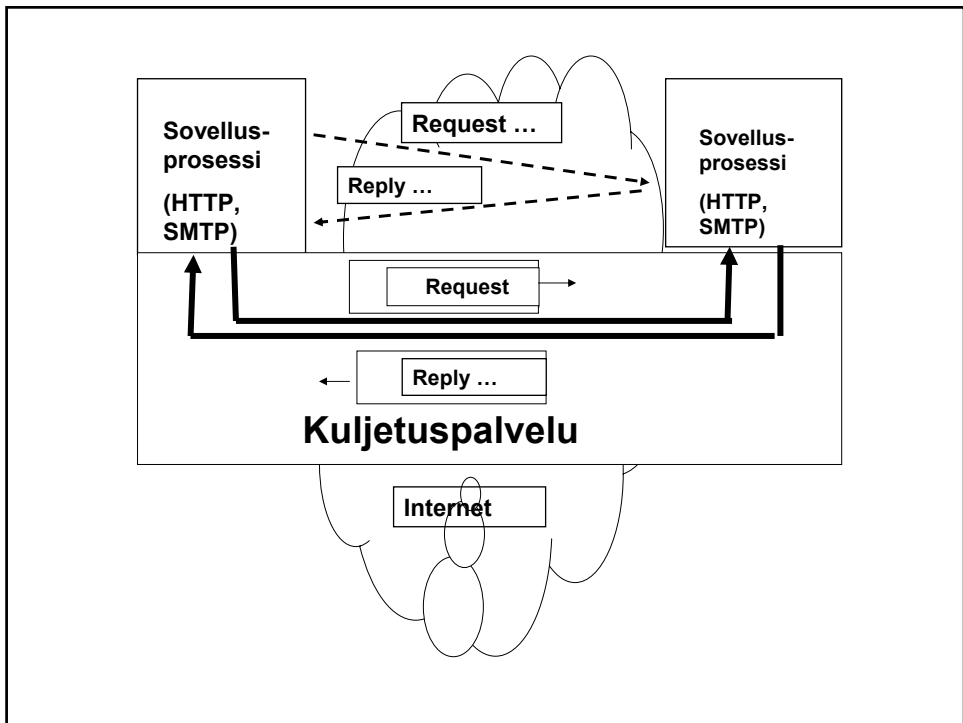 Sovellus-
prosessi
(HTTP,
SMTP)
Request …
Reply …
Sovellus-
prosessi
(HTTP,
SMTP)
Request
Reply …
Kuljetuspalvelu
Internet